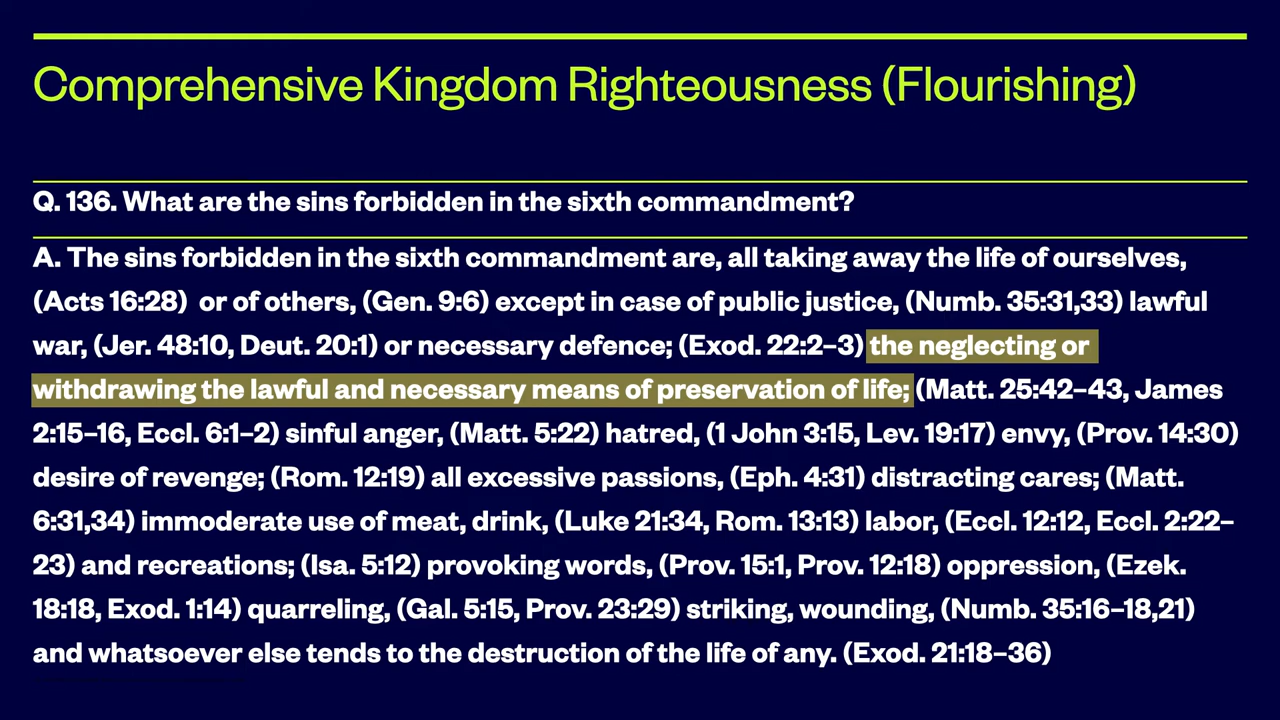 Comprehensive Kingdom Righteousness (Flourishing)
Q. 136. What are the sins forbidden in the sixth commandment?
A. The sins forbidden in the sixth commandment are, all taking away the life of ourselves,
(Acts 16:28) or of others, (Gen. 9:6) except in case of public justice, (Numb. 35:31,33) lawful
war, (Jer. 48:10, Deut. 20:1) or necessary defence; (Exod. 22:2–3) the neglecting or
withdrawing the lawful and necessary means of preservation of life; (Matt. 25:42–43, James
2:15–16, Eccl. 6:1–2) sinful anger, (Matt. 5:22) hatred, (1 John 3:15, Lev. 19:17) envy, (Prov. 14:30)
desire of revenge; (Rom. 12:19) all excessive passions, (Eph. 4:31) distracting cares; (Matt.
6:31,34) immoderate use of meat, drink, (Luke 21:34, Rom. 13:13) labor, (Eccl. 12:12, Eccl. 2:22–
23) and recreations; (Isa. 5:12) provoking words, (Prov. 15:1, Prov. 12:18) oppression, (Ezek.
18:18, Exod. 1:14) quarreling, (Gal. 5:15, Prov. 23:29) striking, wounding, (Numb. 35:16–18,21)
and whatsoever else tends to the destruction of the life of any. (Exod. 21:18–36)